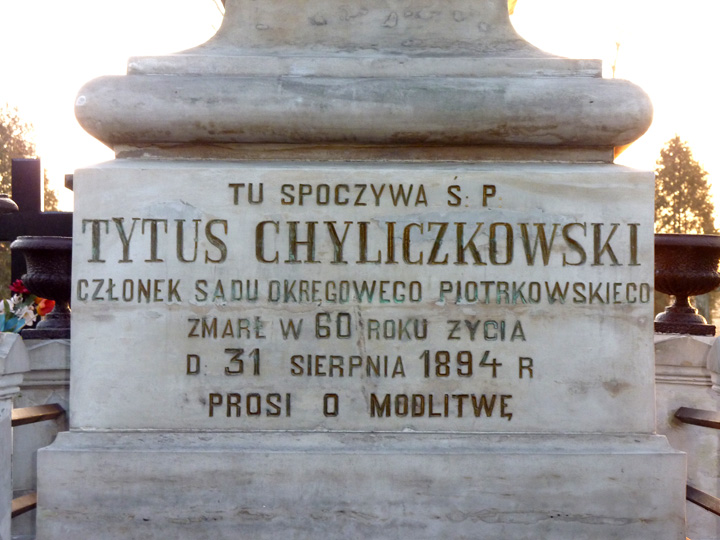 TU SPOCZYWA Ś. P
TYTUS CHYLICZKOWSKI
CZŁONEK SĄDU OKRĘGOWEGO PIOTRKOWSKIEGO
ZMARŁ W 60 ROKU ŻYCIA
D. 31 SIERPNIA 1894 R
PROSI O MODLITWĘ